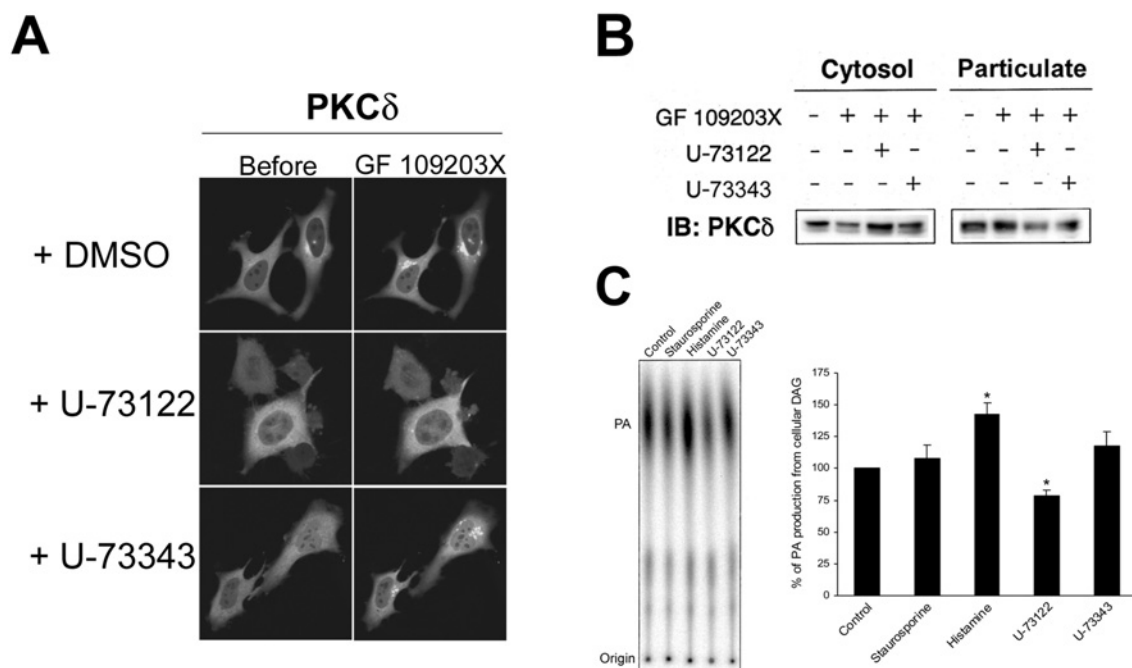 A
PKCδ
Before GF 109203X
+ DMSO
+ U-73122
+ U-73343
B
Cytosol Particulate
GF 109203X - + + + - + + +
U-73122 - - + - - - + -
U-73343 - - - + - - - +
IB: PKCδ
C
Control Staurosporine Histamine U-73122 U-73343
PA
Origin
% of PA production from cellular DAG
175
150
125
100
75
50
25
0
* *
Control Staurosporine Histamine U-73122 U-73343